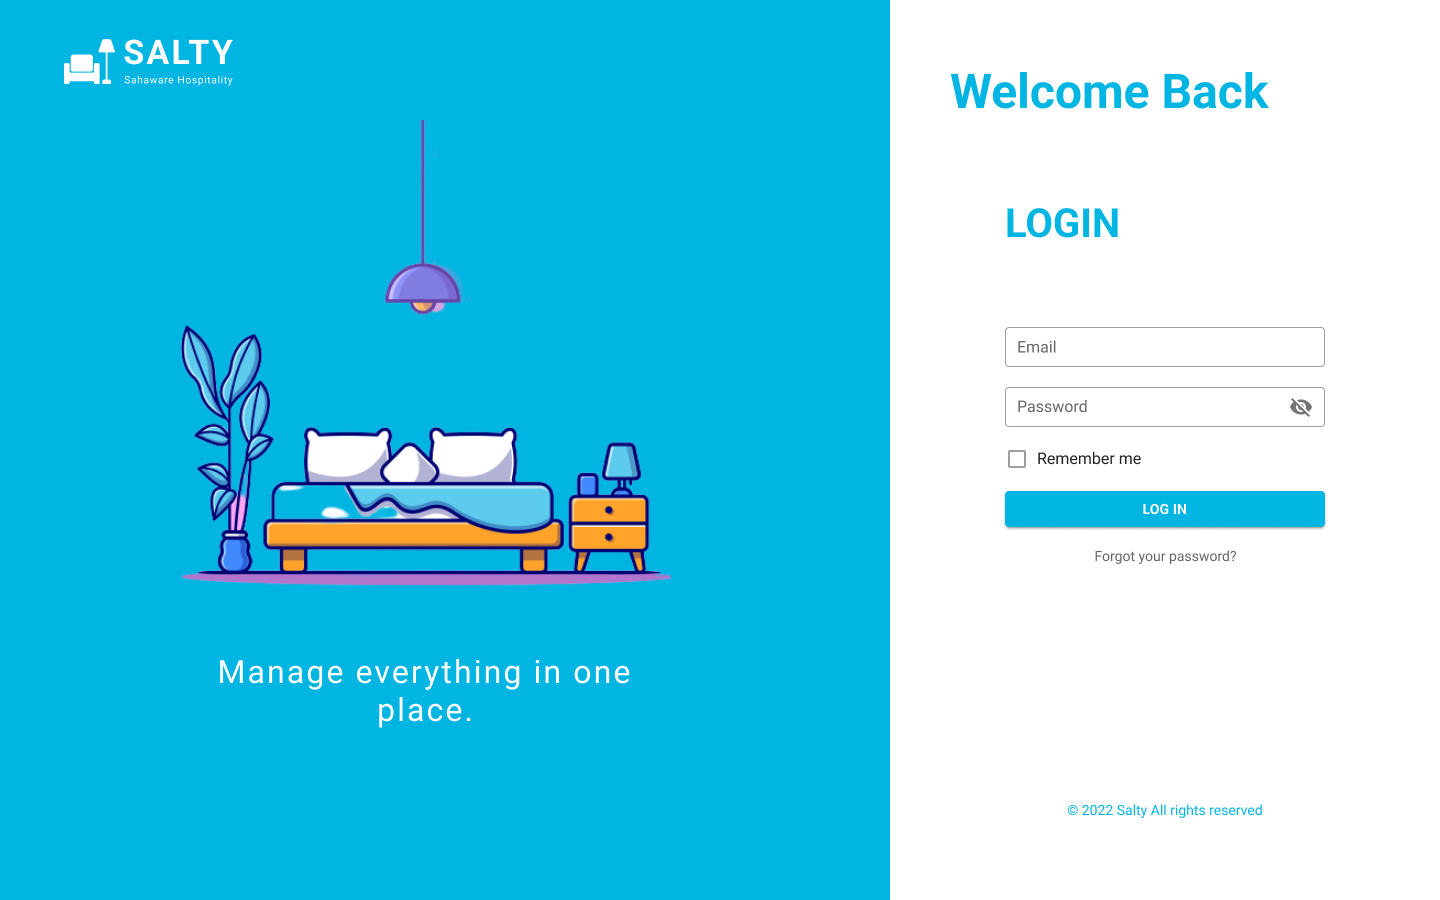 SALTY
Sahaware Hospitality
Manage everything in one
place.
Welcome Back
LOGIN
Email
Password
Remember me
LOG IN
Forgot your password?
© 2022 Salty All rights reserved